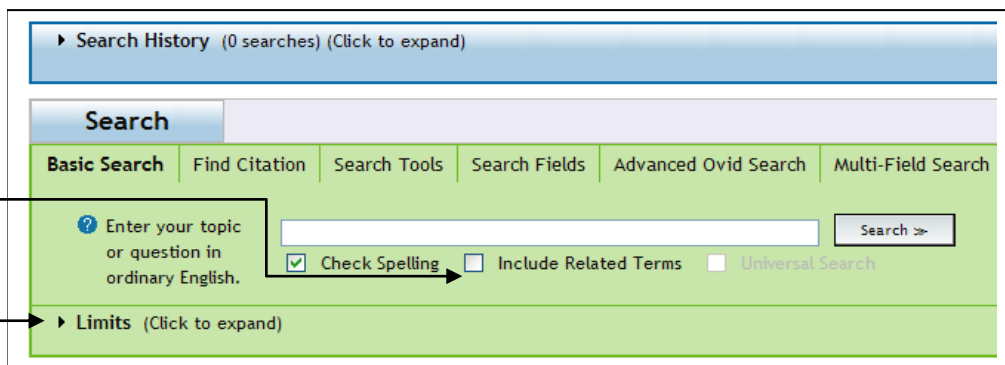 Search History (0 searches) (Click to expand)
Search
Basic Search Find Citation Search Tools Search Fields Advanced Ovid Search Multi-Field Search
Enter your topic
or question in
ordinary English.
Search >>
Check Spelling Include Related Terms Universal Search
Limits (Click to expand)